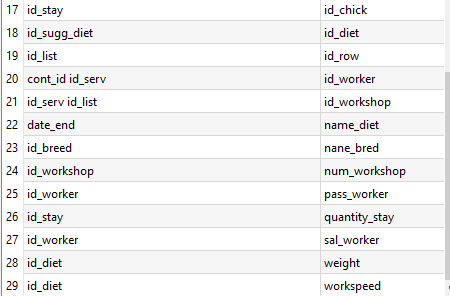 17 id_stay id_chick
18 id_sugg_diet id_diet
19 id_list id_row
20 cont_id id_serv id_worker
21 id_serv id_list id_workshop
22 date_end name_diet
23 id_breed nane_bred
24 id_workshop num_workshop
25 id_worker pass_worker
26 id_stay quantity_stay
27 id_worker sal_worker
28 id_diet weight
29 id_diet workspeed